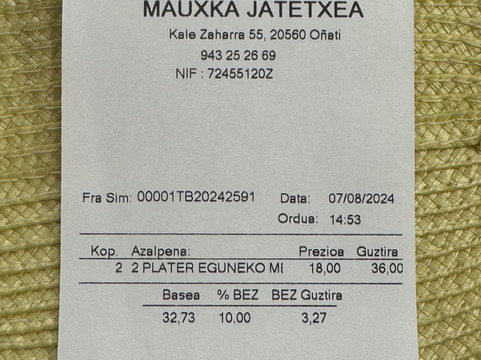 MAUXKA JATETXEA
Kale Zaharra 55, 20560 Oñati
943 25 26 69
NIF : 72455120Z
Fra Sim: 00001TB20242591 Data: 07/08/2024
Ordua: 14:53
Kop. Azalpena: Prezioa Guztira
2 2 PLATER EGUNEKO MI 18,00 36,00
Basea % BEZ BEZ Guztira
32,73 10,00 3,27